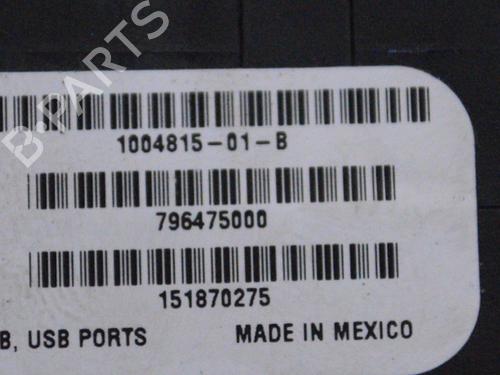 B-PARTS
1004815-01-B
796475000
151870275
B, USB PORTS MADE IN MEXICO